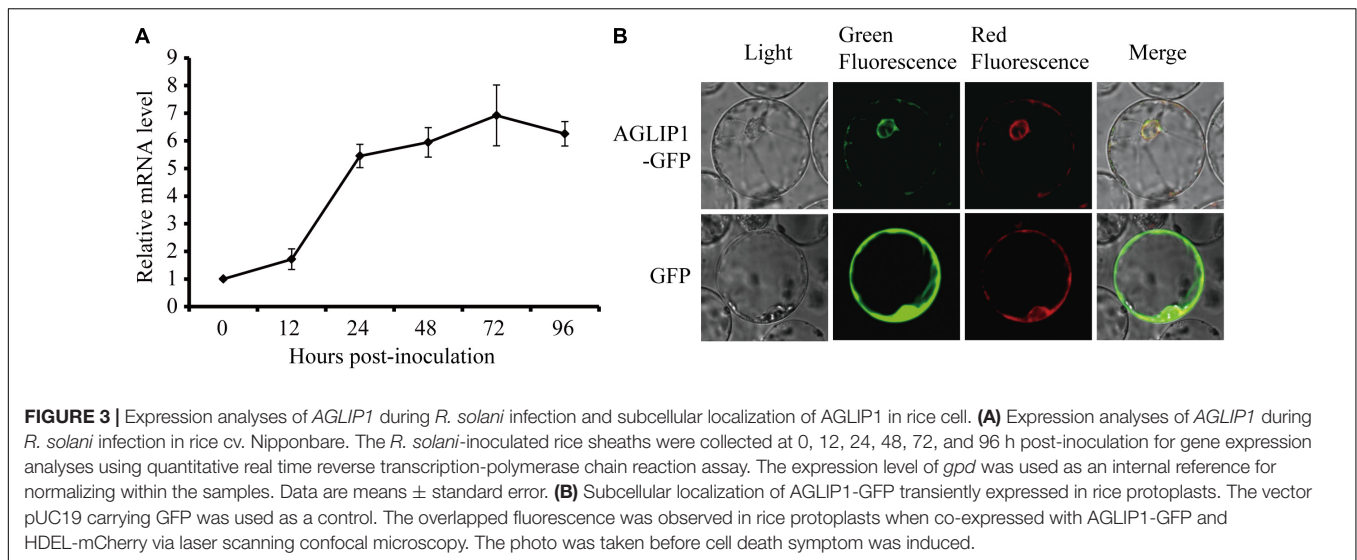 A
9
8
7
6
5
4
3
2
1
0
Relative mRNA level
0 12 24 48 72 96
Hours post-inoculation
B
Light
Green Fluorescence
Red Fluorescence
Merge
AGLIP1
-GFP
GFP
FIGURE 3 | Expression analyses of AGLIP1 during R. solani infection and subcellular localization of AGLIP1 in rice cell. (A) Expression analyses of AGLIP1 during
R. solani infection in rice cv. Nipponbare. The R. solani-inoculated rice sheaths were collected at 0, 12, 24, 48, 72, and 96 h post-inoculation for gene expression
analyses using quantitative real time reverse transcription-polymerase chain reaction assay. The expression level of gpd was used as an internal reference for
normalizing within the samples. Data are means ± standard error. (B) Subcellular localization of AGLIP1-GFP transiently expressed in rice protoplasts. The vector
pUC19 carrying GFP was used as a control. The overlapped fluorescence was observed in rice protoplasts when co-expressed with AGLIP1-GFP and
HDEL-mCherry via laser scanning confocal microscopy. The photo was taken before cell death symptom was induced.